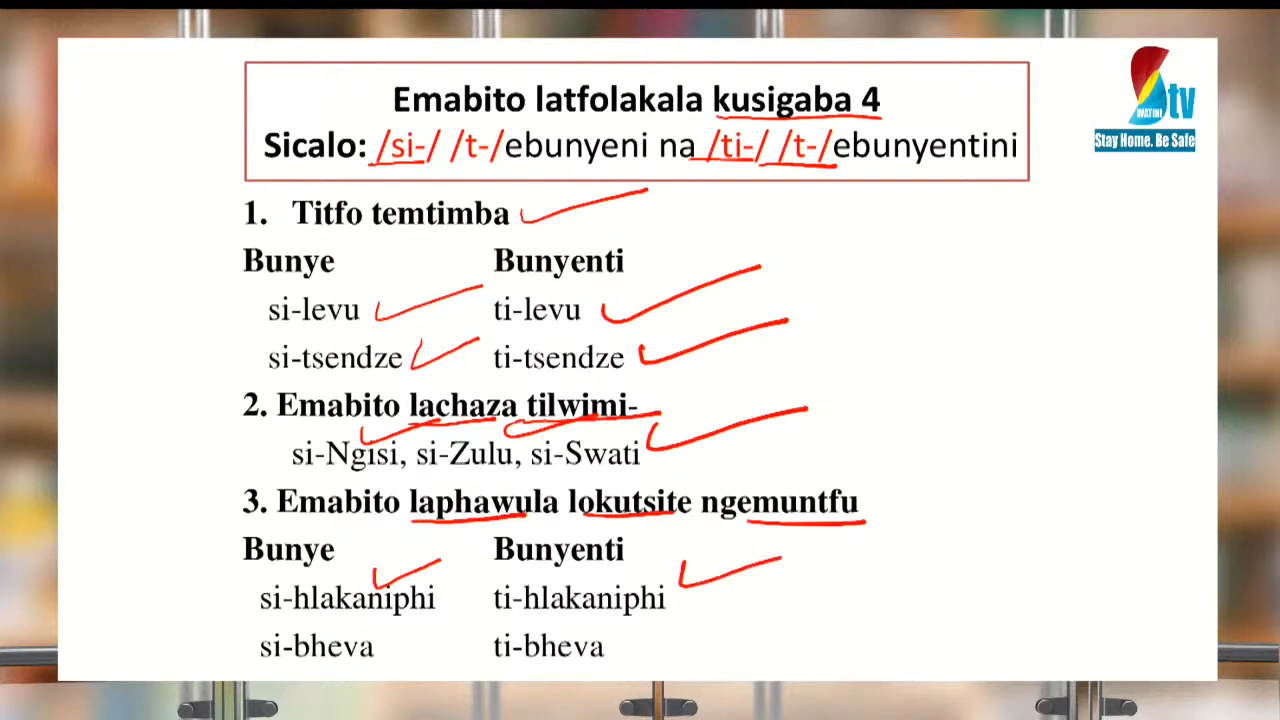 Emabito latfolakala kusigaba 4
Sicalo: /si-/ /t-/ebunyeni na /ti-/ /t-/ebunyentini
tv
WATINI
Stay Home. Be Safe
1. Titfo temtimba
Bunye Bunyenti
si-levu ti-levu
si-tsendze ti-tsendze
2. Emabito lachaza tilwimi-
si-Ngisi, si-Zulu, si-Swati
3. Emabito laphawula lokutsite ngemuntfu
Bunye Bunyenti
si-hlakaniphi ti-hlakaniphi
si-bheva ti-bheva